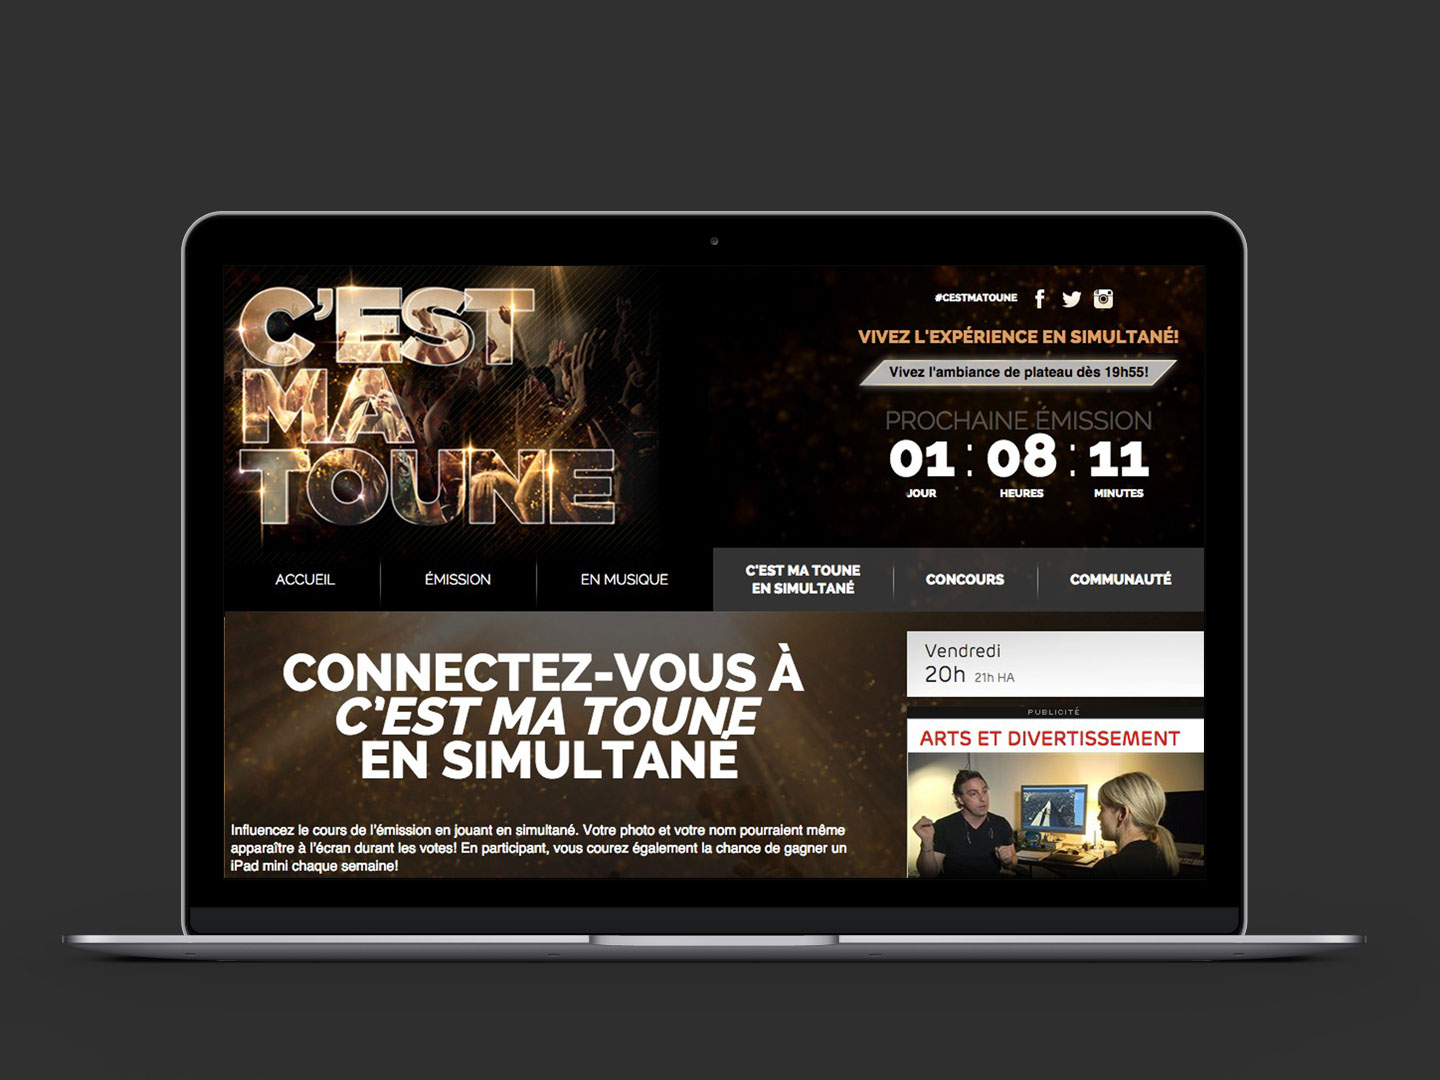 C'EST
MA
TOUNE
#CESTMATOUNE
VIVEZ L'EXPÉRIENCE EN SIMULTANÉ!
Vivez l'ambiance de plateau dès 19h55!
PROCHAINE ÉMISSION
01 : 08 : 11
JOUR HEURES MINUTES
ACCUEIL
ÉMISSION
EN MUSIQUE
C'EST MA TOUNE
EN SIMULTANÉ
CONCOURS
COMMUNAUTÉ
CONNECTEZ-VOUS À
C'EST MA TOUNE
EN SIMULTANÉ
Influencez le cours de l'émission en jouant en simultané. Votre photo et votre nom pourraient même
apparaître à l'écran durant les votes! En participant, vous courez également la chance de gagner un
iPad mini chaque semaine!
Vendredi
20h 21h HA
PUBLICITÉ
ARTS ET DIVERTISSEMENT